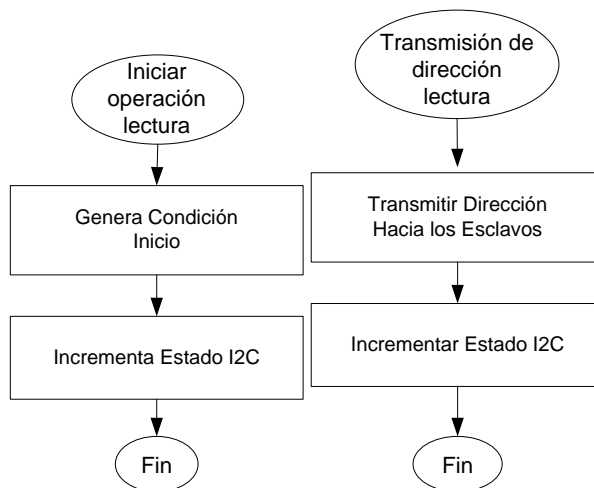 Iniciar
operación
lectura
Genera Condición
Inicio
Incrementa Estado I2C
Fin
Transmisión de
dirección
lectura
Transmitir Dirección
Hacia los Esclavos
Incrementar Estado I2C
Fin